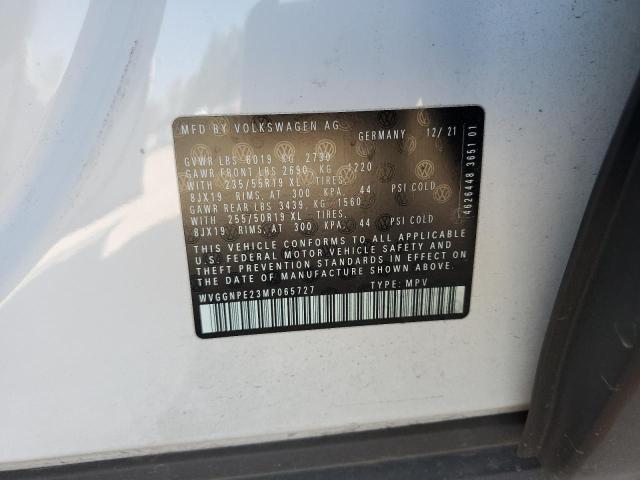 MFD BY VOLKSWAGEN AG GERMANY 12/21
GVWR LBS 6019 KG 2730
GAWR FRONT LBS 2690 KG 1220
WITH 235/55R19 XL TIRES,
8JX19 RIMS, AT 300 KPA, 44 PSI COLD
GAWR REAR LBS 3439, KG 1560
WITH 255/50R19 XL TIRES,
8JX19 RIMS, AT 300 KPA, 44 PSI COLD
THIS VEHICLE CONFORMS TO ALL APPLICABLE
U.S. FEDERAL MOTOR VEHICLE SAFETY AND
THEFT PREVENTION STANDARDS IN EFFECT ON
THE DATE OF MANUFACTURE SHOWN ABOVE.
WVGGNPE23MP065727 TYPE: MPV
4626448 3651 01